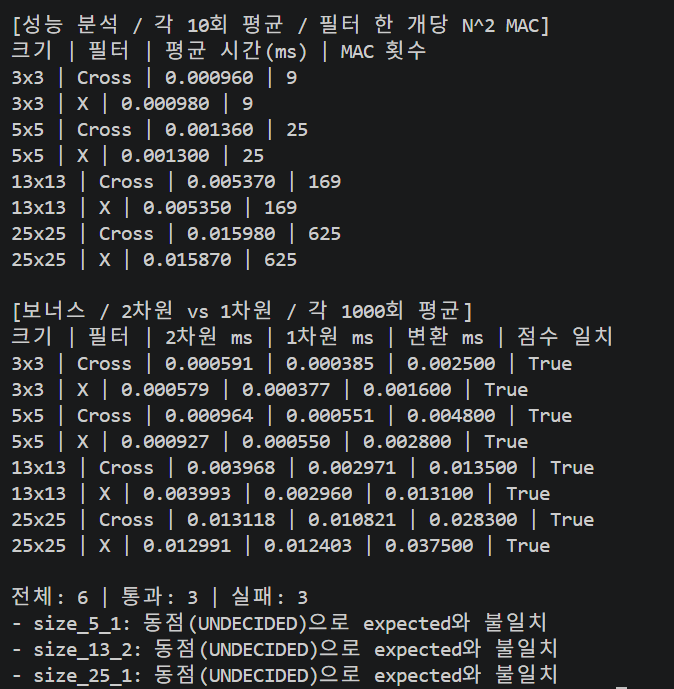 [성능 분석 / 각 10회 평균 / 필터 한 개당 N^2 MAC]
크기 | 필터 | 평균 시간(ms) | MAC 횟수
3x3 | Cross | 0.000960 | 9
3x3 | X | 0.000980 | 9
5x5 | Cross | 0.001360 | 25
5x5 | X | 0.001300 | 25
13x13 | Cross | 0.005370 | 169
13x13 | X | 0.005350 | 169
25x25 | Cross | 0.015980 | 625
25x25 | X | 0.015870 | 625
[보너스 / 2차원 vs 1차원 / 각 1000회 평균]
크기 | 필터 | 2차원 ms | 1차원 ms | 변환 ms | 점수 일치
3x3 | Cross | 0.000591 | 0.000385 | 0.002500 | True
3x3 | X | 0.000579 | 0.000377 | 0.001600 | True
5x5 | Cross | 0.000964 | 0.000551 | 0.004800 | True
5x5 | X | 0.000927 | 0.000550 | 0.002800 | True
13x13 | Cross | 0.003968 | 0.002971 | 0.013500 | True
13x13 | X | 0.003993 | 0.002960 | 0.013100 | True
25x25 | Cross | 0.013118 | 0.010821 | 0.028300 | True
25x25 | X | 0.012991 | 0.012403 | 0.037500 | True
전체: 6 | 통과: 3 | 실패: 3
- size_5_1: 동점(UNDECIDED)으로 expected와 불일치
- size_13_2: 동점(UNDECIDED)으로 expected와 불일치
- size_25_1: 동점(UNDECIDED)으로 expected와 불일치